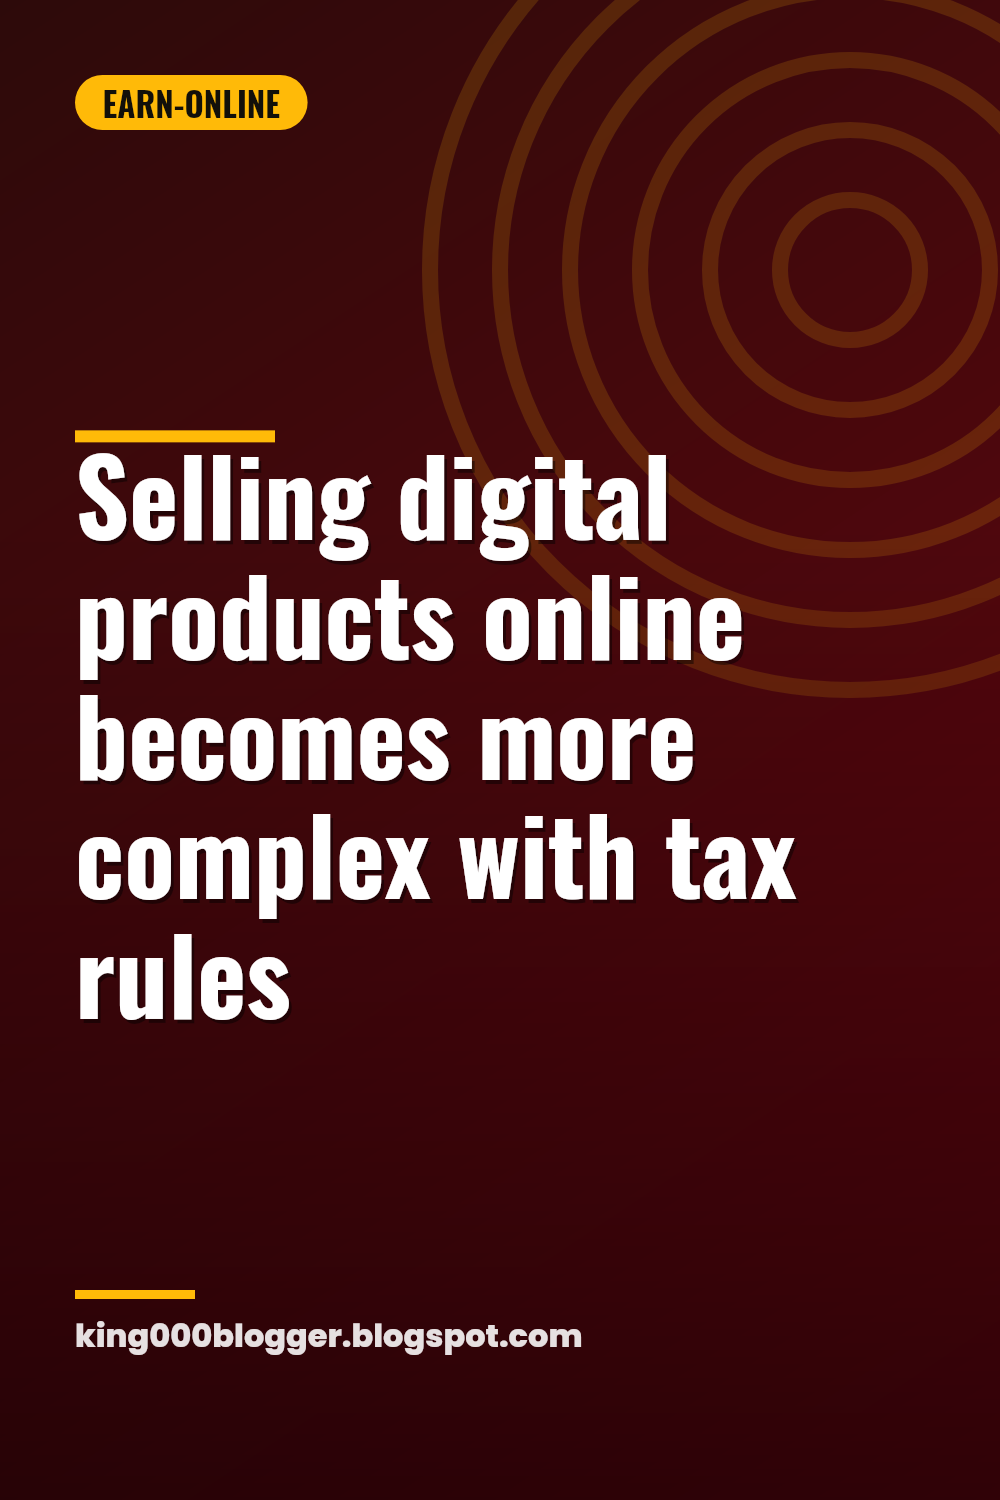 EARN-ONLINE
Selling digital
products online
becomes more
complex with tax
rules
king000blogger.blogspot.com